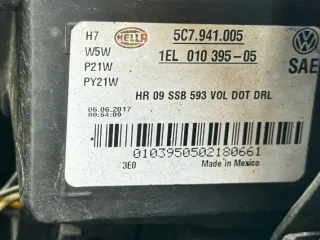 H7 HELLA 5C7.941.005
W5W 1EL 010 395-05
P21W SAE
PY21W
HR 09 SSB 593 VOL DOT DRL
06.06.2017
00:54:09
0103950502180661
3E0 Made in Mexico